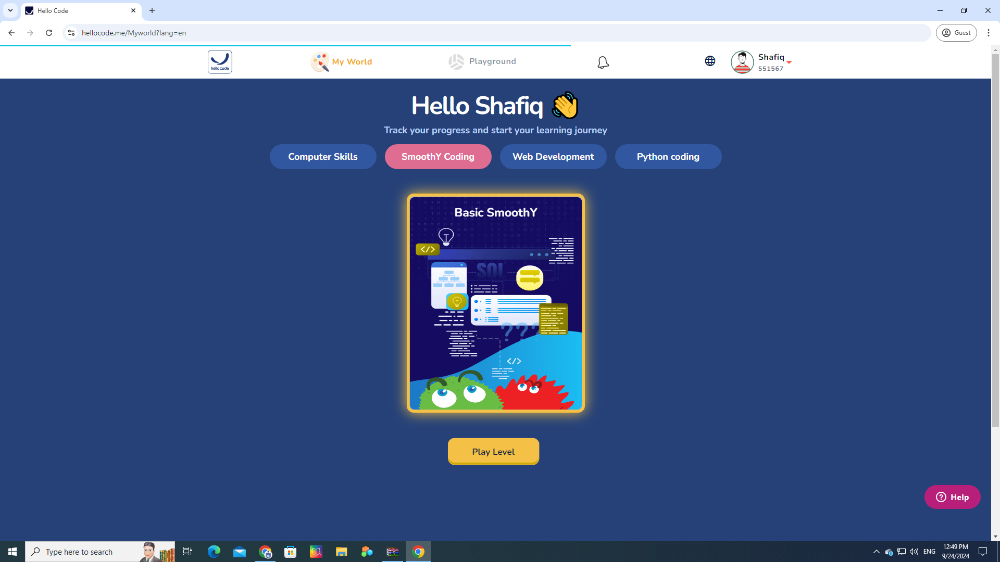 Hello Code
hellocode.me/Myworld?lang=en
Guest
hellocode
My World
Playground
Shafiq
551567
Hello Shafiq
Track your progress and start your learning journey
Computer Skills
SmoothY Coding
Web Development
Python coding
Basic SmoothY
</>
SQL
???
</>
Play Level
Help
Type here to search
ENG
12:49 PM
9/24/2024